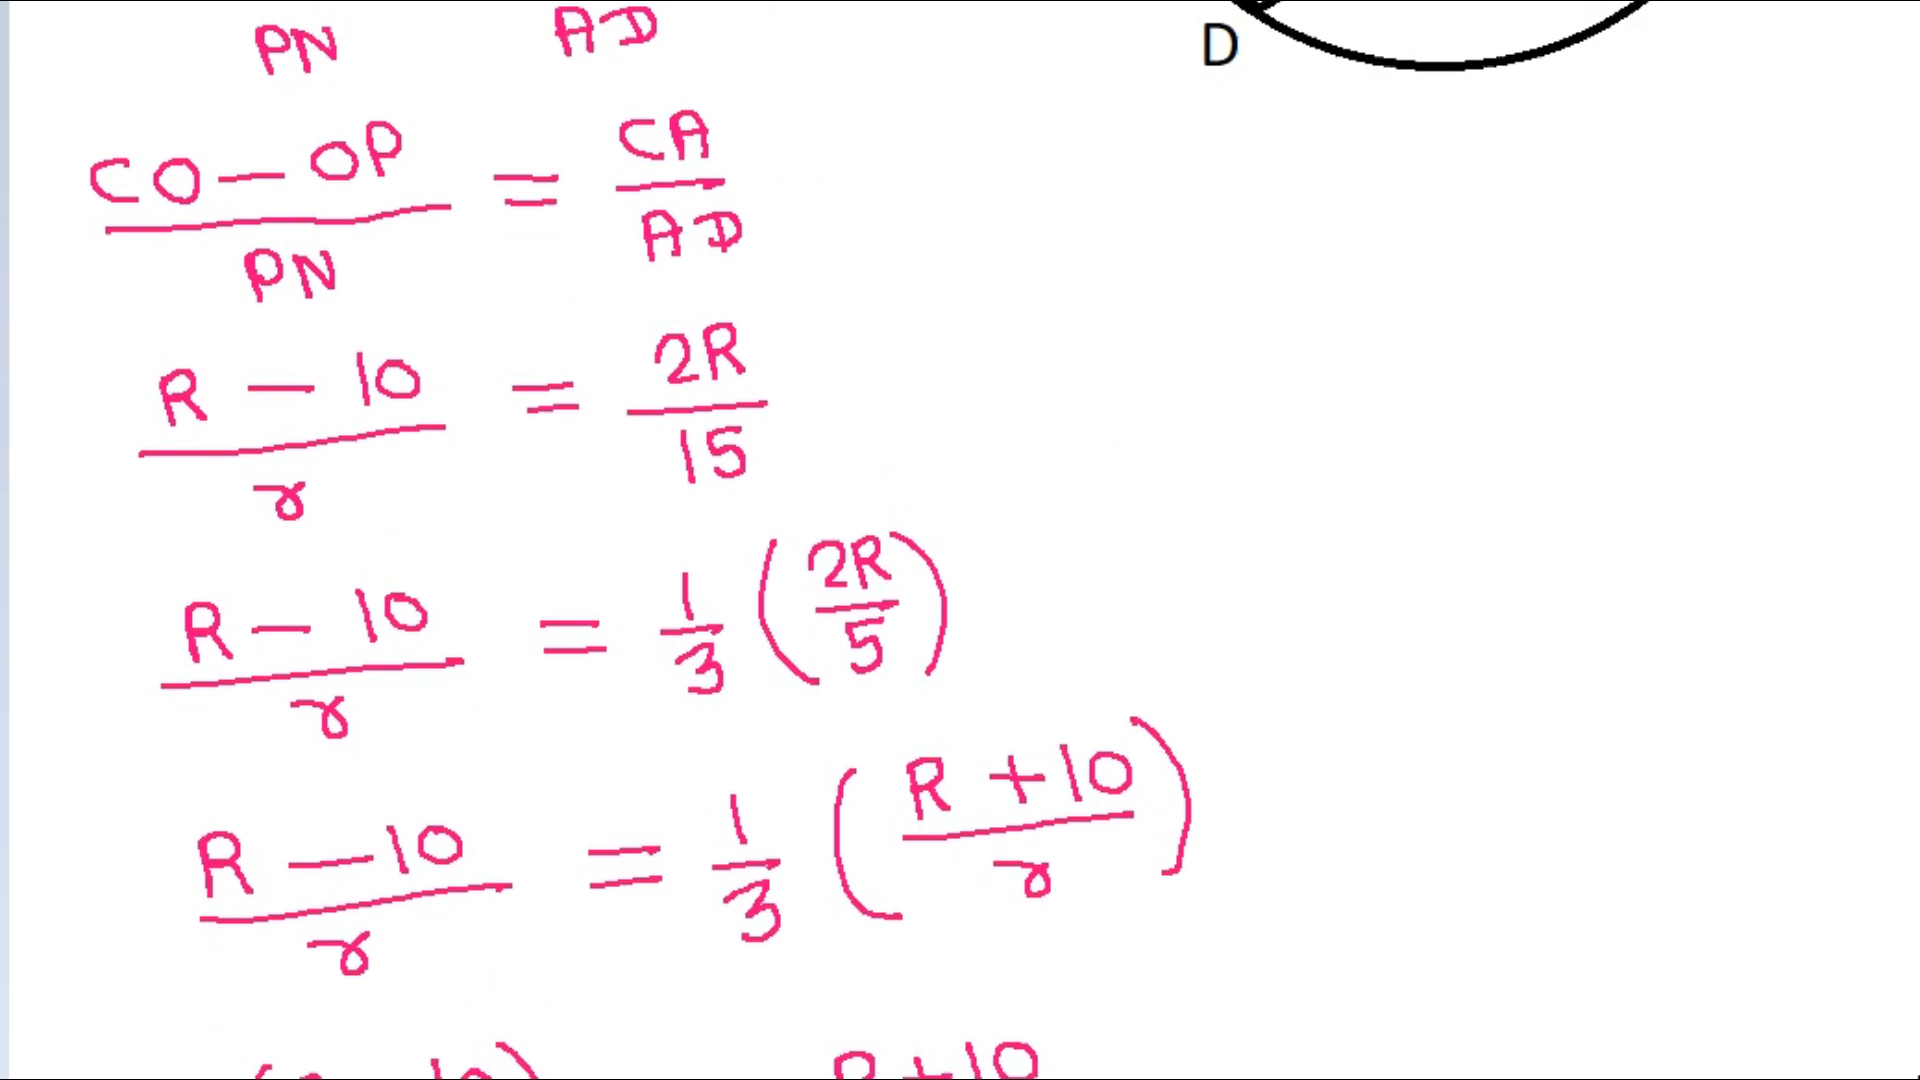 PN AD
D
CO - OP / PN = CA / AD
R - 10 / r = 2R / 15
R - 10 / r = 1/3 (2R / 5)
R - 10 / r = 1/3 (R + 10 / r)
R + 10